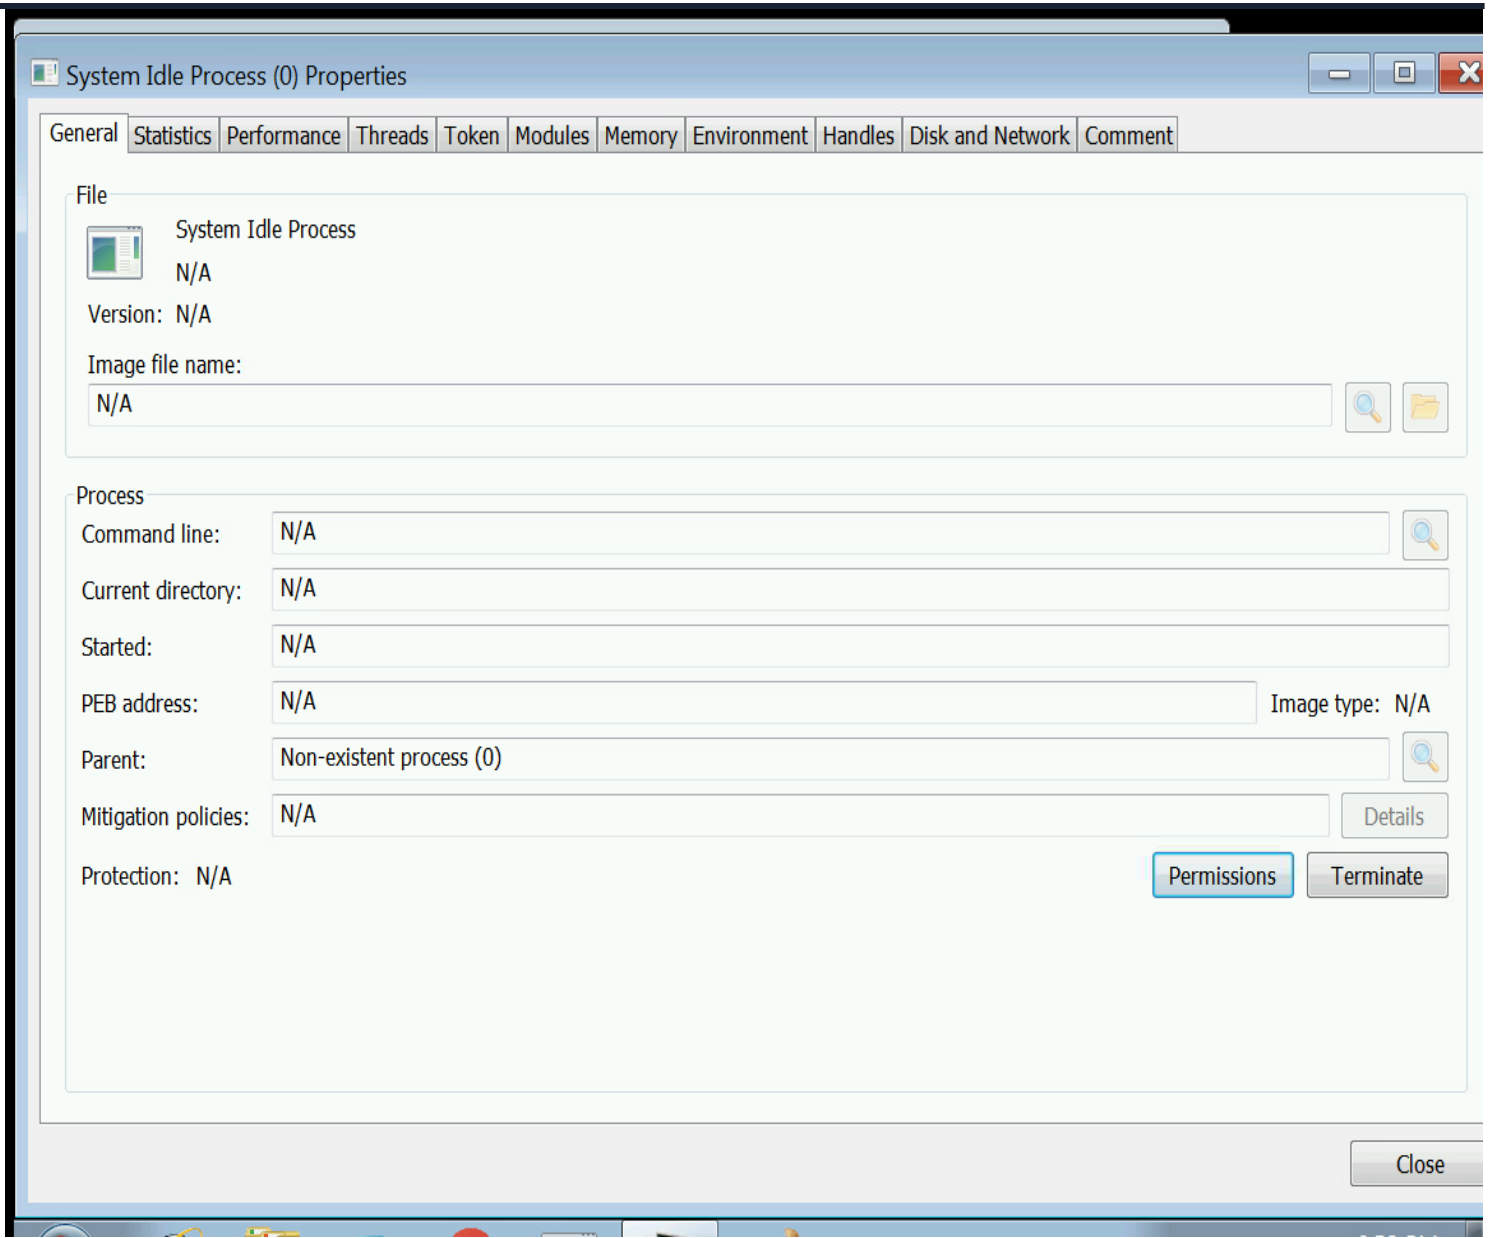 System Idle Process (0) Properties
General Statistics Performance Threads Token Modules Memory Environment Handles Disk and Network Comment
File
System Idle Process
N/A
Version: N/A
Image file name:
N/A
Process
Command line: N/A
Current directory: N/A
Started: N/A
PEB address: N/A Image type: N/A
Parent: Non-existent process (0)
Mitigation policies: N/A Details
Protection: N/A Permissions Terminate
Close